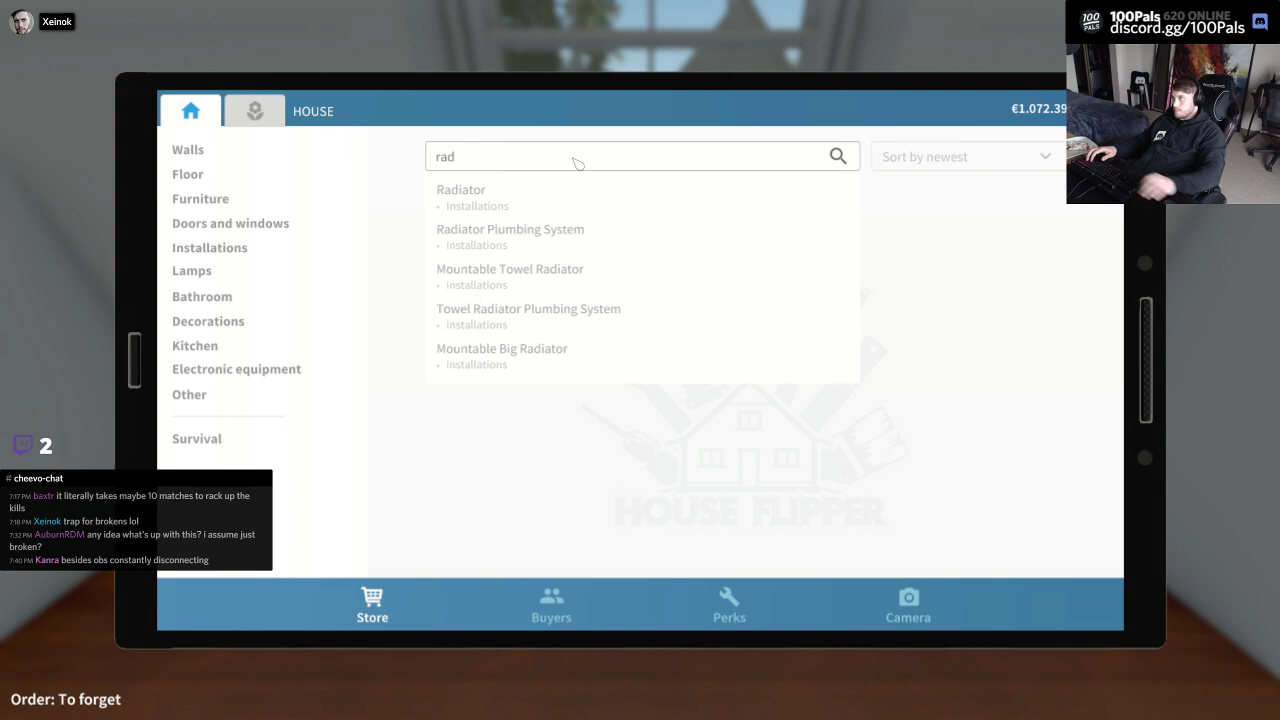 Xeinok
100Pals 620 ONLINE
discord.gg/100Pals
HOUSE
€1.072.39
Walls
Floor
Furniture
Doors and windows
Installations
Lamps
Bathroom
Decorations
Kitchen
Electronic equipment
Other
Survival
rad
Sort by newest
Radiator
• Installations
Radiator Plumbing System
• Installations
Mountable Towel Radiator
• Installations
Towel Radiator Plumbing System
• Installations
Mountable Big Radiator
• Installations
HOUSE FLIPPER
2
# cheevo-chat
7:17 PM baxtr it literally takes maybe 10 matches to rack up the
kills
7:18 PM Xeinok trap for brokens lol
7:32 PM AuburnRDM any idea what's up with this? i assume just
broken?
7:40 PM Kanra besides obs constantly disconnecting
Store
Buyers
Perks
Camera
Order: To forget